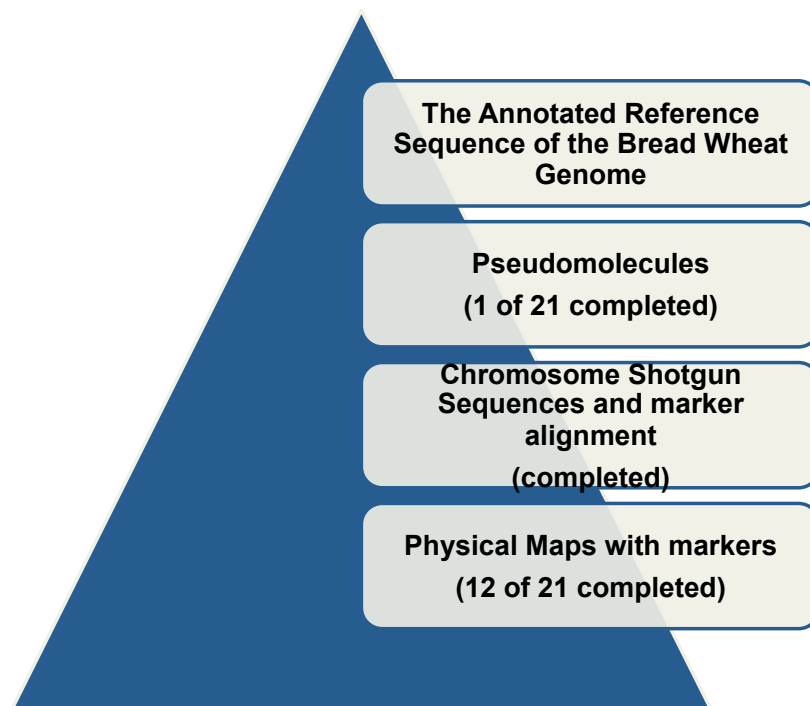 The Annotated Reference
Sequence of the Bread Wheat
Genome
Pseudomolecules
(1 of 21 completed)
Chromosome Shotgun
Sequences and marker
alignment
(completed)
Physical Maps with markers
(12 of 21 completed)